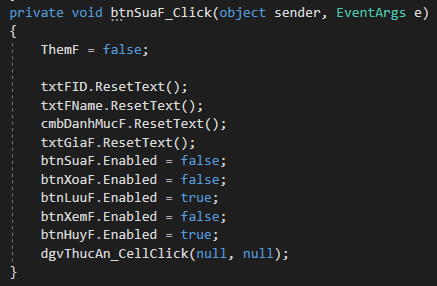 private void btnSuaF_Click(object sender, EventArgs e)
{
ThemF = false;
txtFID.ResetText();
txtFName.ResetText();
cmbDanhMucF.ResetText();
txtGiaF.ResetText();
btnSuaF.Enabled = false;
btnXoaF.Enabled = false;
btnLuuF.Enabled = true;
btnXemF.Enabled = false;
btnHuyF.Enabled = true;
dgvThucAn_CellClick(null, null);
}